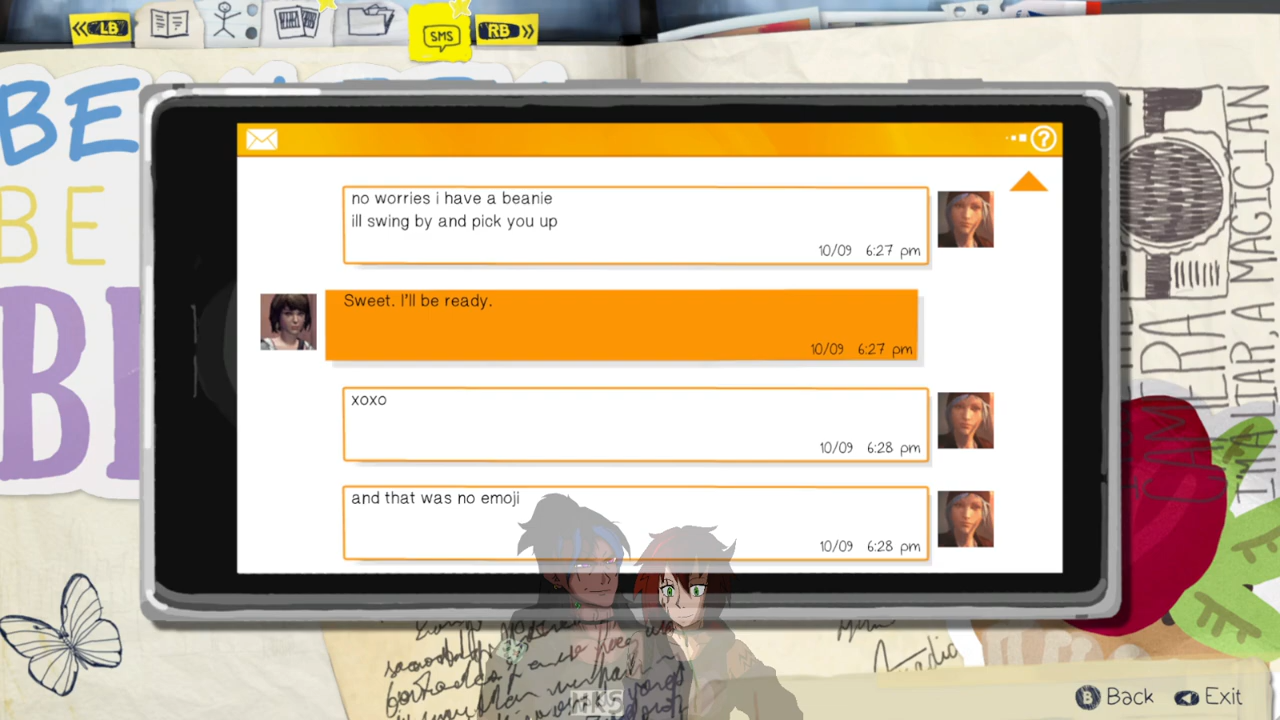 LB
SMS
RB
BE
BE
no worries i have a beanie
ill swing by and pick you up
10/09 6:27 pm
Sweet. I'll be ready.
10/09 6:27 pm
xoxo
10/09 6:28 pm
and that was no emoji
10/09 6:28 pm
CAMERA
LIAR, A MAGICIAN
HKS
B Back
Exit